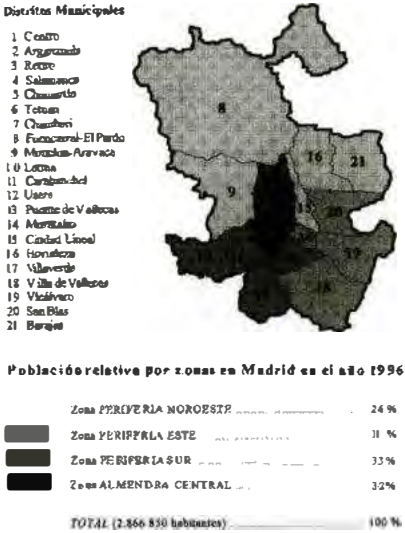 Distritos Municipales
1 Centro
2 Arganzuela
3 Retiro
4 Salamanca
5 Chamartín
6 Tetuan
7 Chamberí
8 Fuencarral-El Pardo
9 Moncloa-Aravaca
10 Latina
11 Carabanchel
12 Usera
13 Puente de Vallecas
14 Moratalaz
15 Ciudad Lineal
16 Hortaleza
17 Villaverde
18 Villa de Vallecas
19 Vicálvaro
20 San Blas
21 Barajas
8
16
21
9
15
20
19
18
Población relativa por zonas en Madrid en el año 1996
Zona PERIFERIA NOROESTE 24 %
Zona PERIFERIA ESTE 11 %
Zona PERIFERIA SUR 33 %
Zona ALMENDRA CENTRAL 32%
TOTAL (2.866.850 habitantes) 100 %